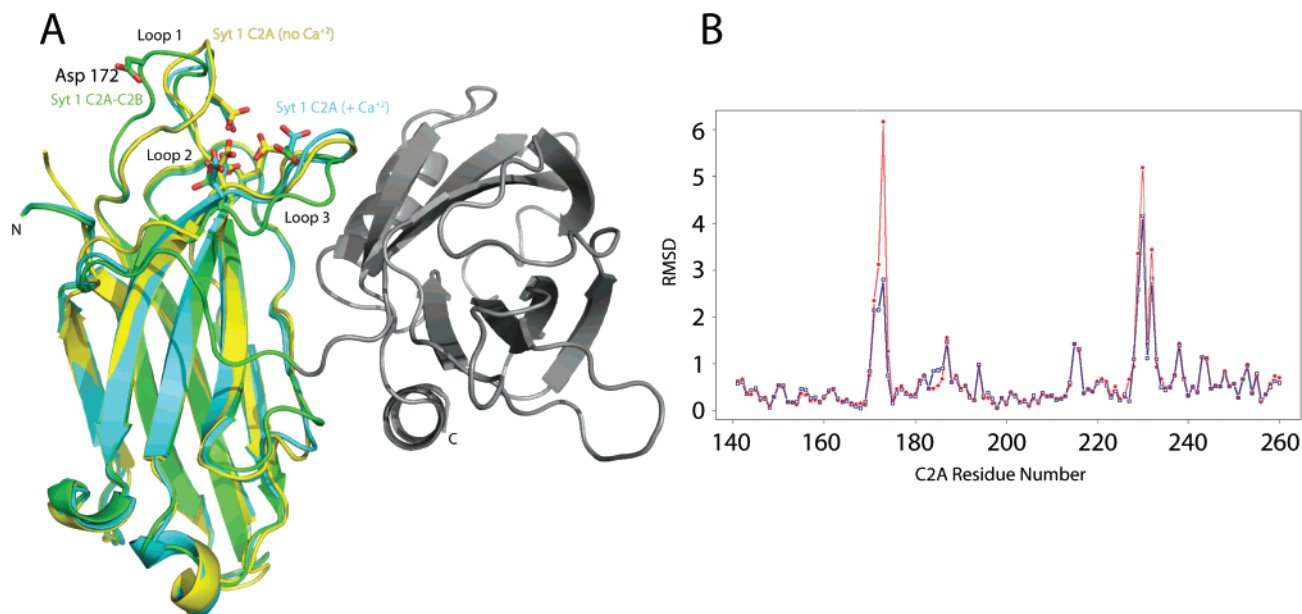 A
Loop 1
Syt 1 C2A (no Ca⁺²)
Asp 172
Syt 1 C2A-C2B
Syt 1 C2A (+ Ca⁺²)
Loop 2
N
Loop 3
C
B
RMSD
6
5
4
3
2
1
0
140 160 180 200 220 240 260
C2A Residue Number